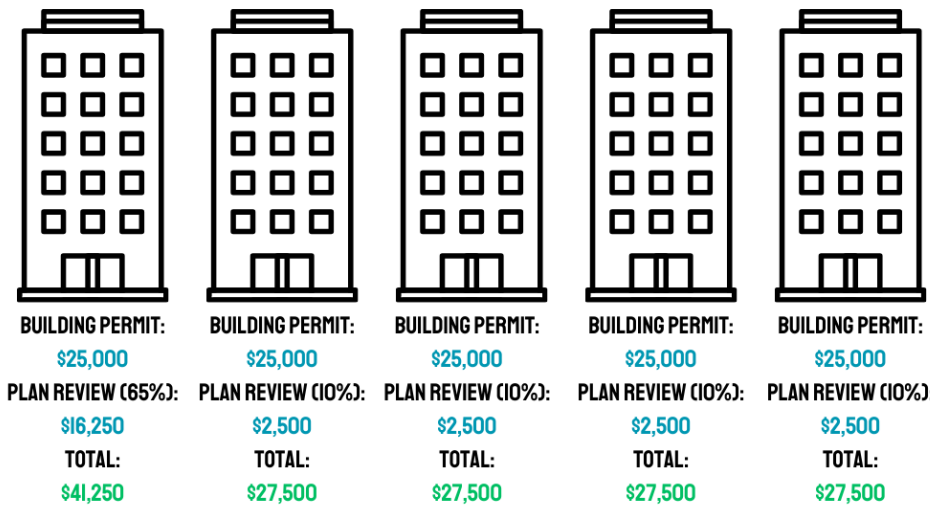 BUILDING PERMIT:
$25,000
PLAN REVIEW (65%):
$16,250
TOTAL:
$41,250
BUILDING PERMIT:
$25,000
PLAN REVIEW (10%):
$2,500
TOTAL:
$27,500
BUILDING PERMIT:
$25,000
PLAN REVIEW (10%):
$2,500
TOTAL:
$27,500
BUILDING PERMIT:
$25,000
PLAN REVIEW (10%):
$2,500
TOTAL:
$27,500
BUILDING PERMIT:
$25,000
PLAN REVIEW (10%)
$2,500
TOTAL:
$27,500